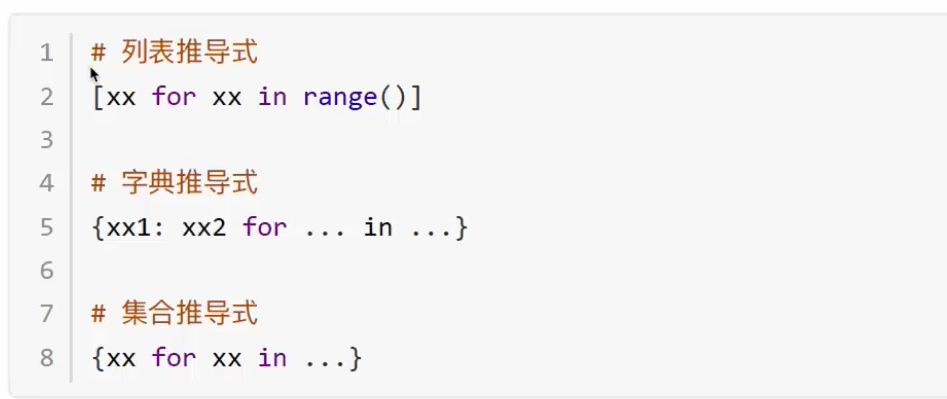 1 # 列表推导式
2 [xx for xx in range()]
3
4 # 字典推导式
5 {xx1: xx2 for ... in ...}
6
7 # 集合推导式
8 {xx for xx in ...}